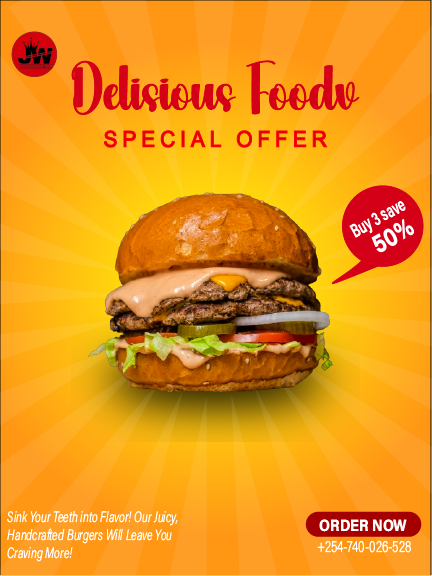 JW
Delisious Foodv
SPECIAL OFFER
Buy 3 save
50%
Sink Your Teeth into Flavor! Our Juicy,
Handcrafted Burgers Will Leave You
Craving More!
ORDER NOW
+254-740-026-528